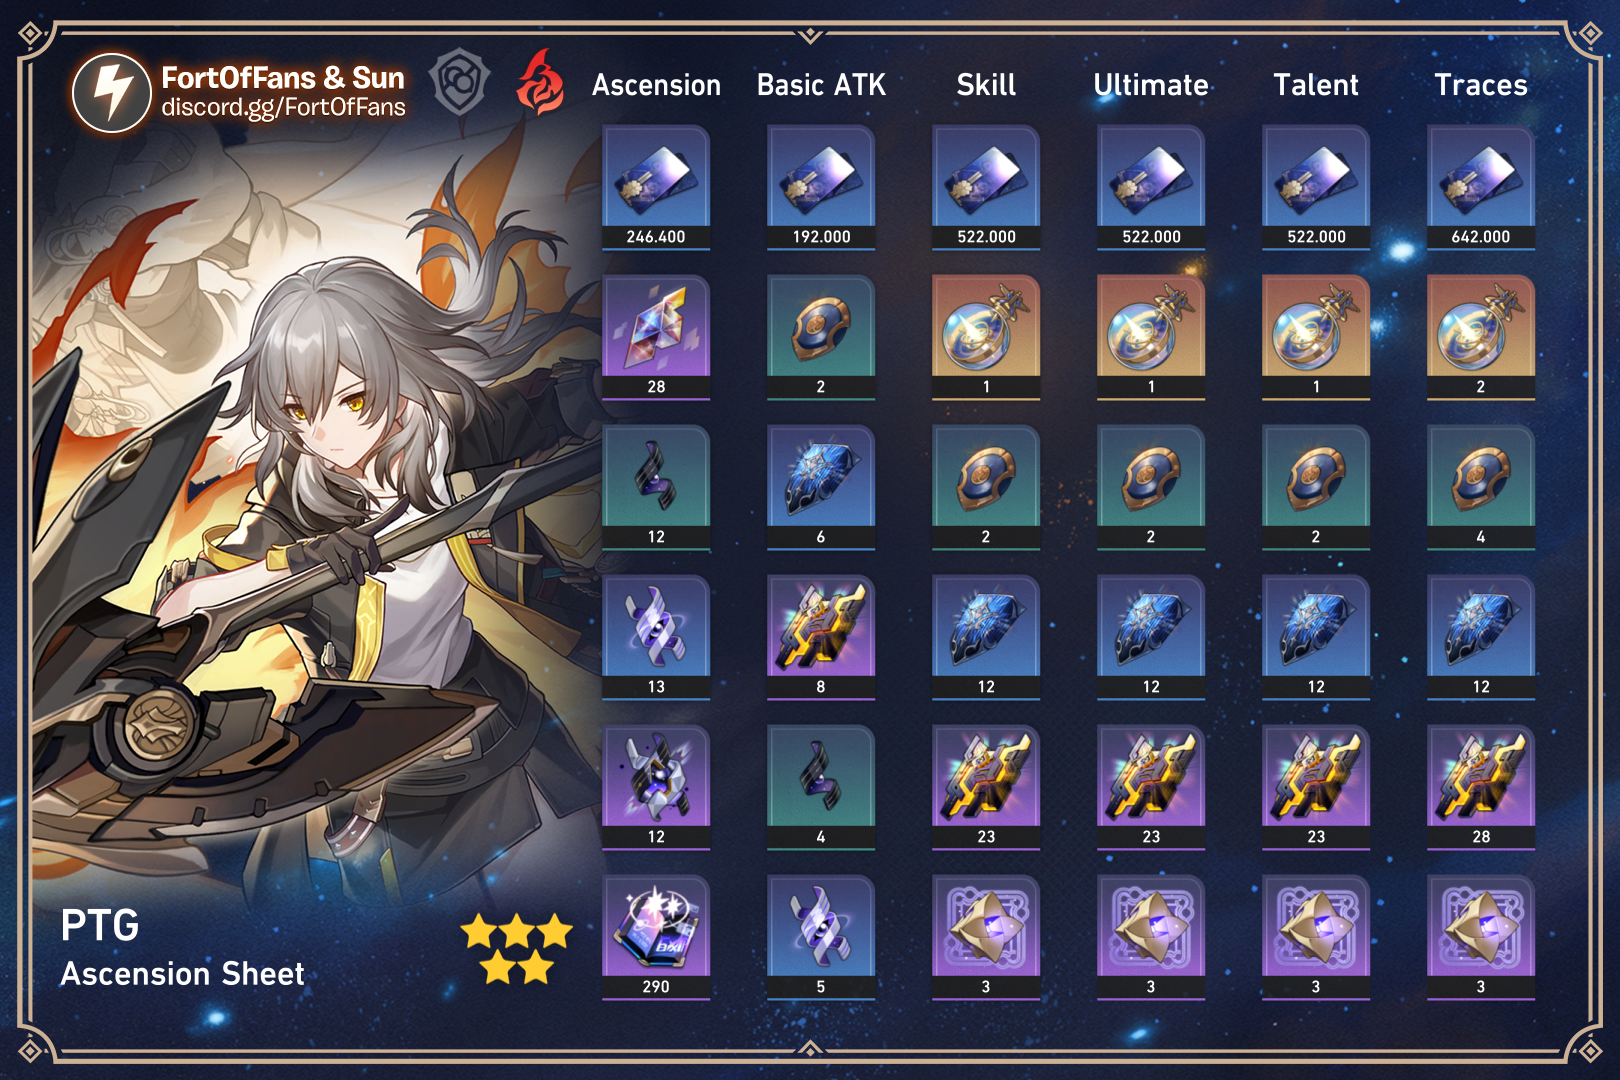 FortOfFans & Sun
discord.gg/FortOfFans
Ascension Basic ATK Skill Ultimate Talent Traces
246.400 192.000 522.000 522.000 522.000 642.000
28 2 1 1 1 2
12 6 2 2 2 4
13 8 12 12 12 12
12 4 23 23 23 28
290 5 3 3 3 3
PTG
Ascension Sheet